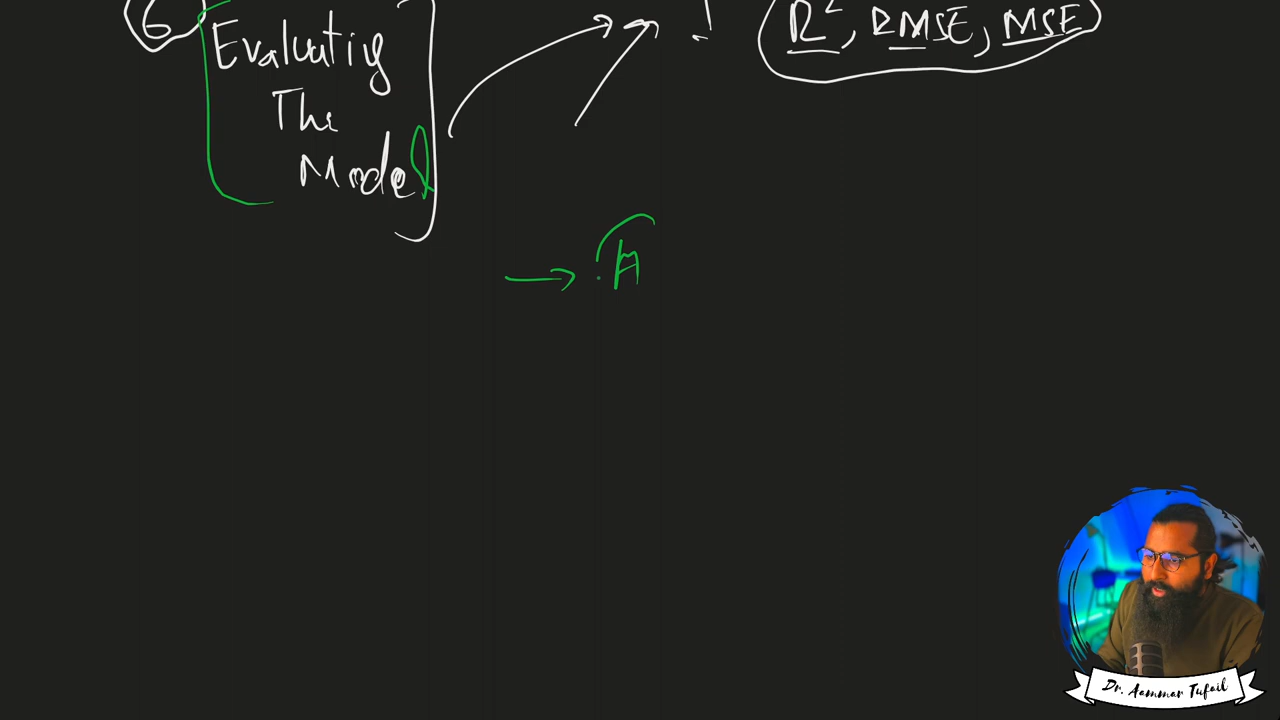 6
Evaluating
The
Model
R², RMSE, MSE
A
Dr. Aammar Tufail